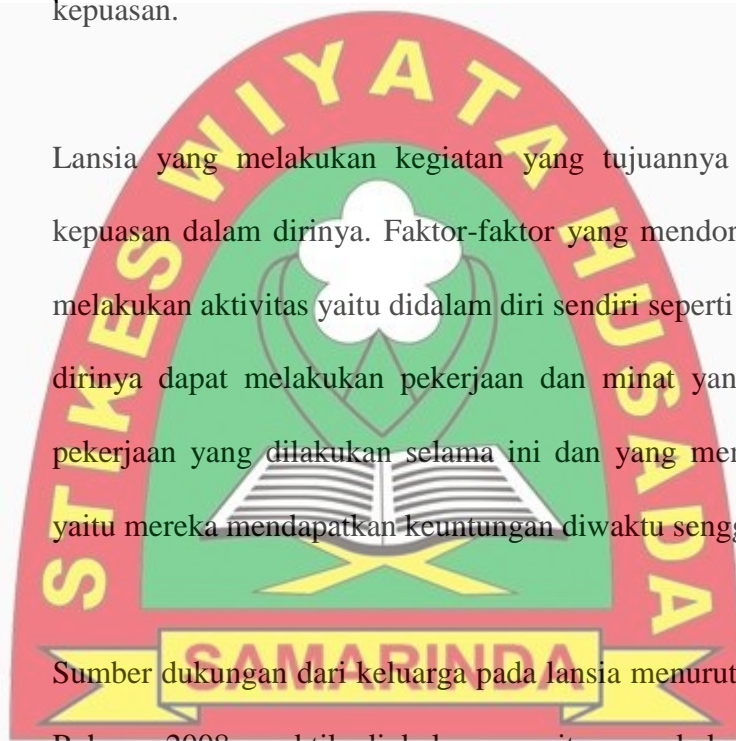 kepuasan.
STIKES WIYATA HUSADA
Lansia yang melakukan kegiatan yang tujuannya
kepuasan dalam dirinya. Faktor-faktor yang mendor
melakukan aktivitas yaitu didalam diri sendiri seperti
dirinya dapat melakukan pekerjaan dan minat yan
pekerjaan yang dilakukan selama ini dan yang mer
yaitu mereka mendapatkan keuntungan diwaktu sengg
SAMARINDA
Sumber dukungan dari keluarga pada lansia menurut
2008